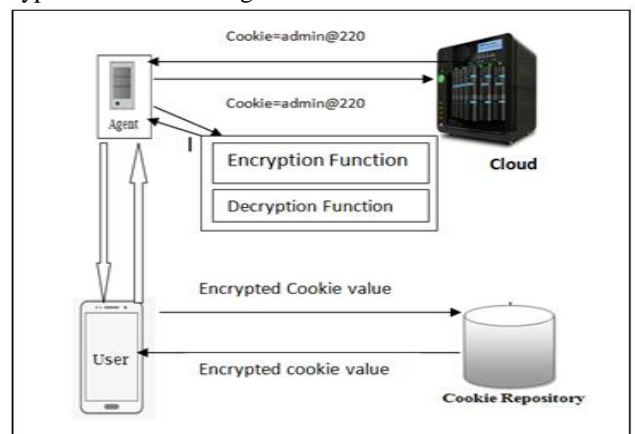 Cookie=admin@220
Cookie=admin@220
Agent
Cloud
Encryption Function
Decryption Function
Encrypted Cookie value
User
Encrypted cookie value
Cookie Repository